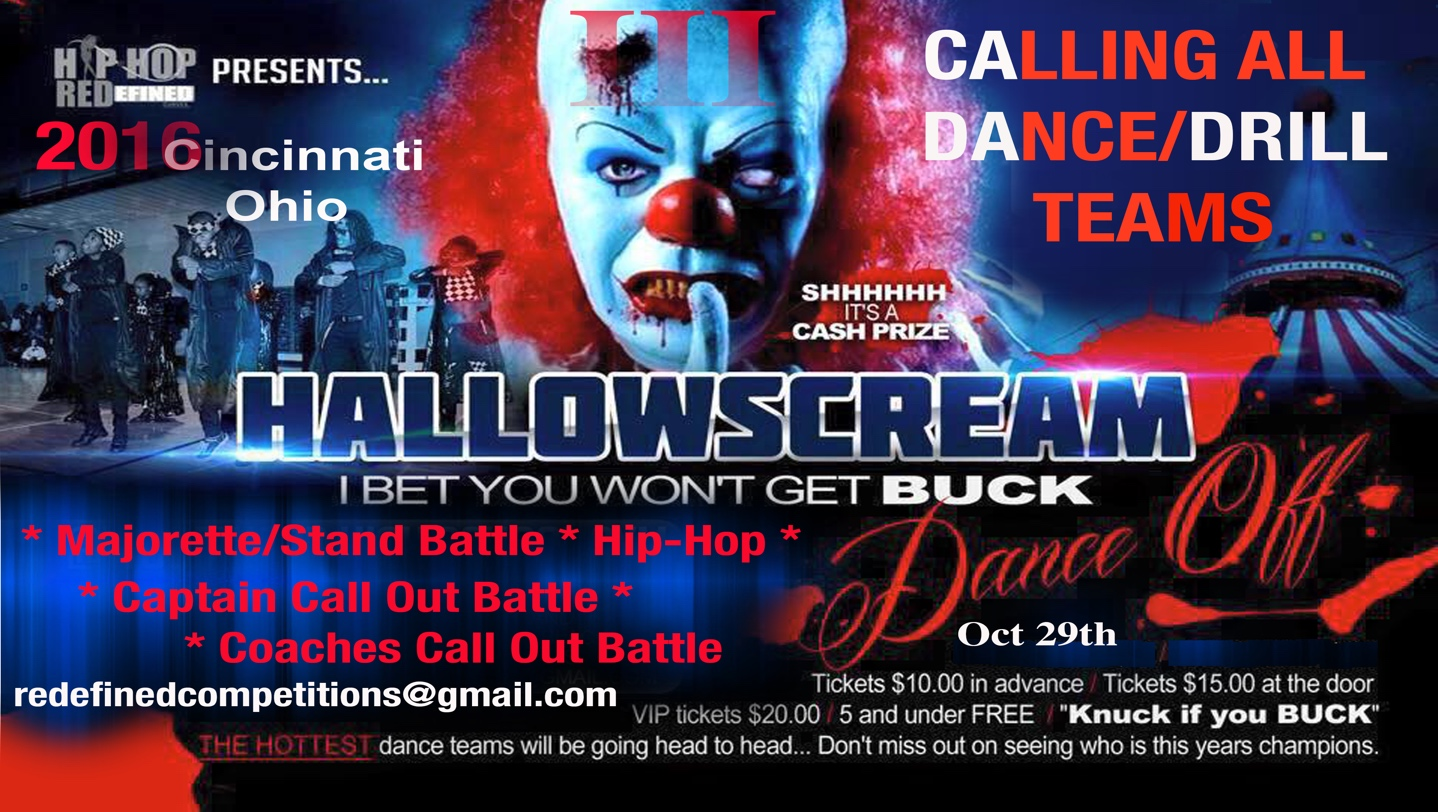 III
HIP HOP
REDEFINED
PRESENTS...
2016 Cincinnati
Ohio
CALLING ALL
DANCE/DRILL
TEAMS
SHHHHHH
IT'S A
CASH PRIZE
HALLOWSCREAM
I BET YOU WON'T GET BUCK
Dance Off
* Majorette/Stand Battle * Hip-Hop *
* Captain Call Out Battle *
* Coaches Call Out Battle
Oct 29th
redefinedcompetitions@gmail.com
Tickets $10.00 in advance / Tickets $15.00 at the door
VIP tickets $20.00 / 5 and under FREE / "Knuck if you BUCK"
THE HOTTEST dance teams will be going head to head... Don't miss out on seeing who is this years champions.